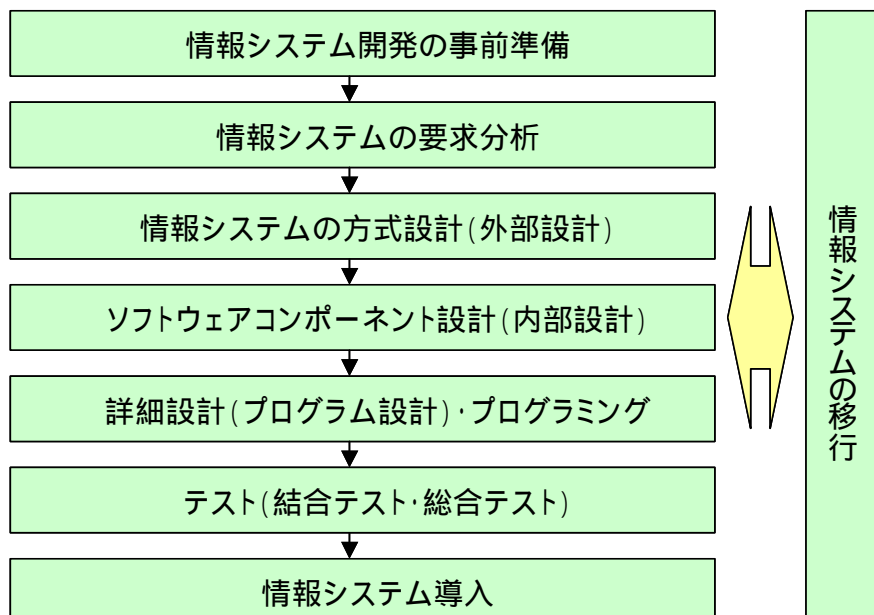 情報システム開発の事前準備
情報システムの要求分析
情報システムの方式設計(外部設計)
ソフトウェアコンポーネント設計(内部設計)
詳細設計(プログラム設計)・プログラミング
テスト(結合テスト・総合テスト)
情報システム導入
情報システムの移行